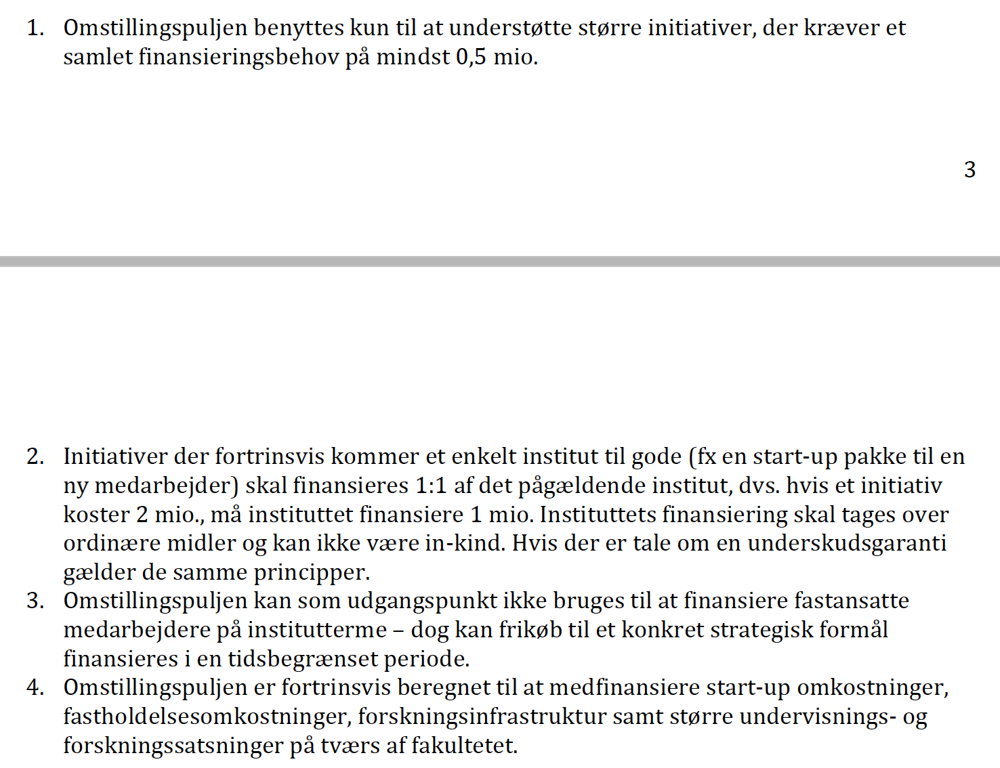 1. Omstillingspuljen benyttes kun til at understøtte større initiativer, der kræver et
samlet finansieringsbehov på mindst 0,5 mio.
3
2. Initiativer der fortrinsvis kommer et enkelt institut til gode (fx en start-up pakke til en
ny medarbejder) skal finansieres 1:1 af det pågældende institut, dvs. hvis et initiativ
koster 2 mio., må instituttet finansiere 1 mio. Instituttets finansiering skal tages over
ordinære midler og kan ikke være in-kind. Hvis der er tale om en underskudsgaranti
gælder de samme principper.
3. Omstillingspuljen kan som udgangspunkt ikke bruges til at finansiere fastansatte
medarbejdere på institutterme – dog kan frikøb til et konkret strategisk formål
finansieres i en tidsbegrænset periode.
4. Omstillingspuljen er fortrinsvis beregnet til at medfinansiere start-up omkostninger,
fastholdelsesomkostninger, forskningsinfrastruktur samt større undervisnings- og
forskningssatsninger på tværs af fakultetet.